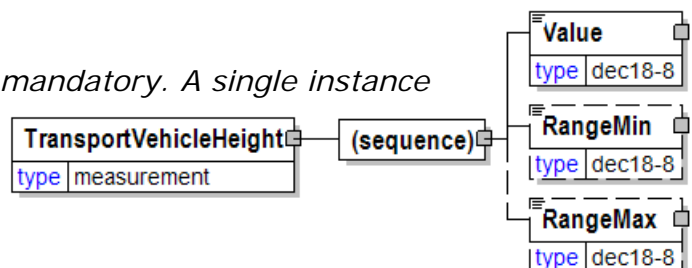 Value
type dec18-8
mandatory. A single instance
RangeMin
type dec18-8
TransportVehicleHeight
type measurement
(sequence)
RangeMax
type dec18-8